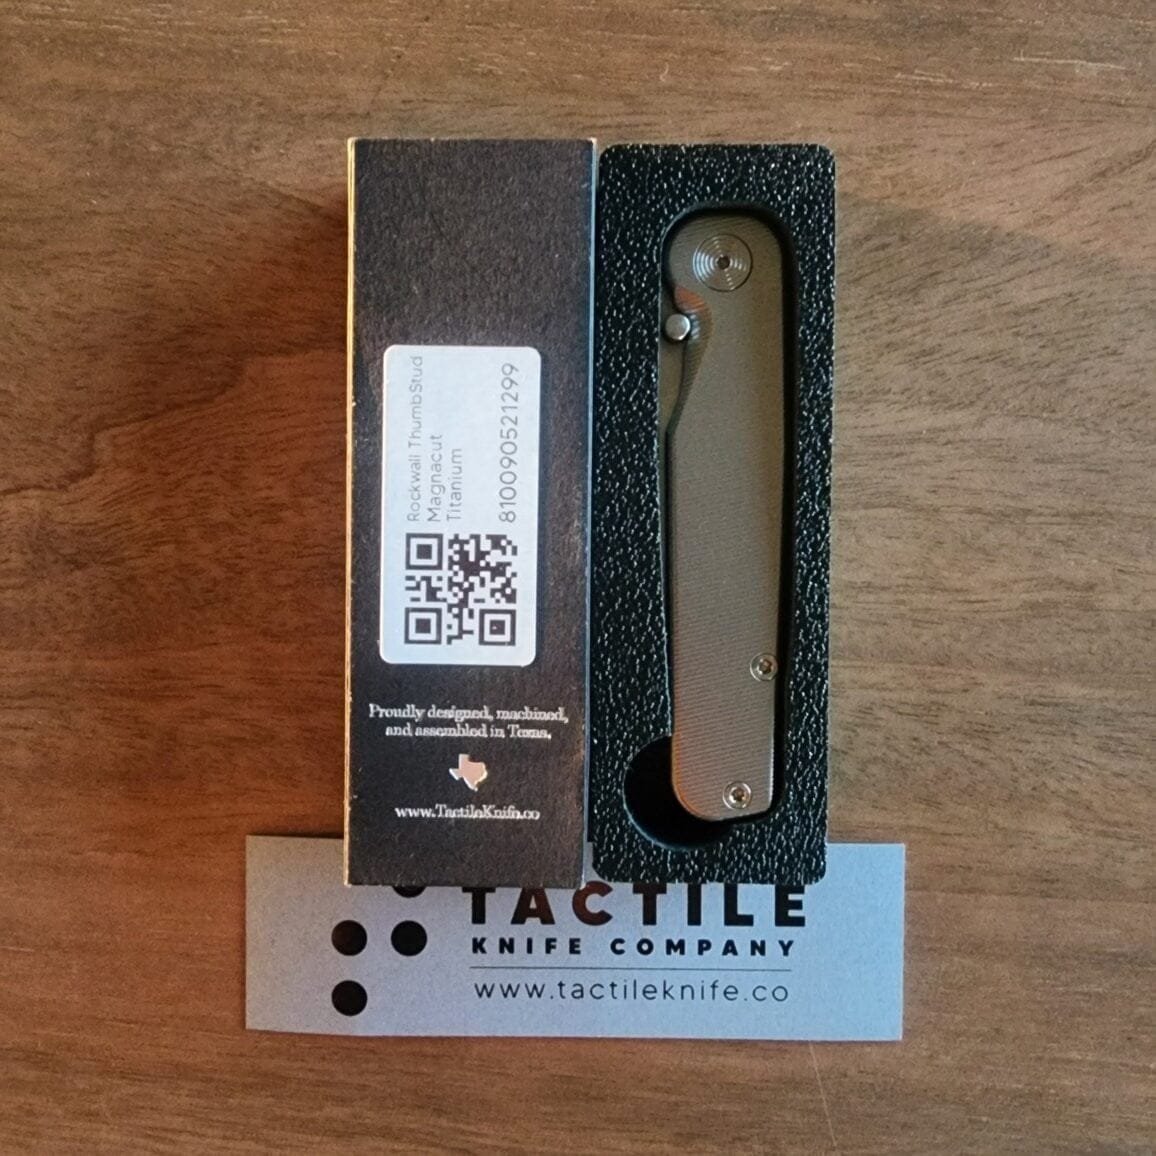 Rockwall ThumbStud
Magnacut
Titanium
810090521299
Proudly designed, machined,
and assembled in Texas.
www.TactileKnife.co
TACTILE
KNIFE COMPANY
www.tactileknife.co